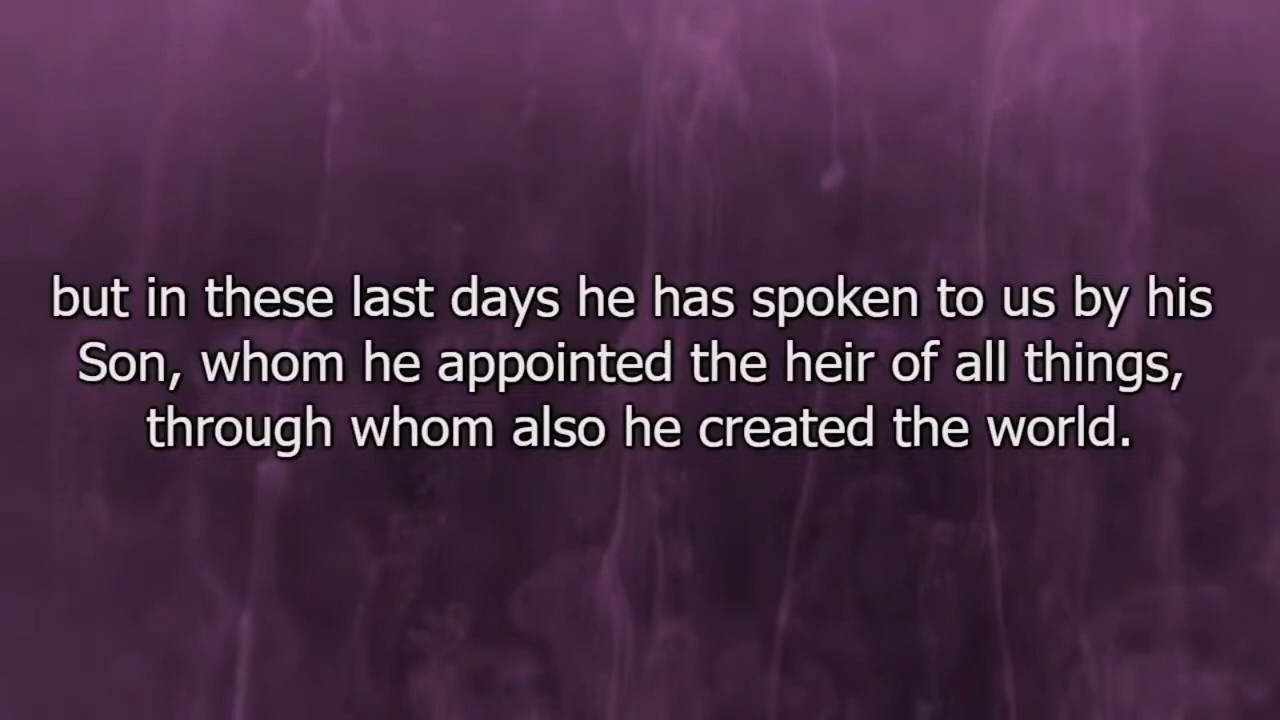 but in these last days he has spoken to us by his
Son, whom he appointed the heir of all things,
through whom also he created the world.